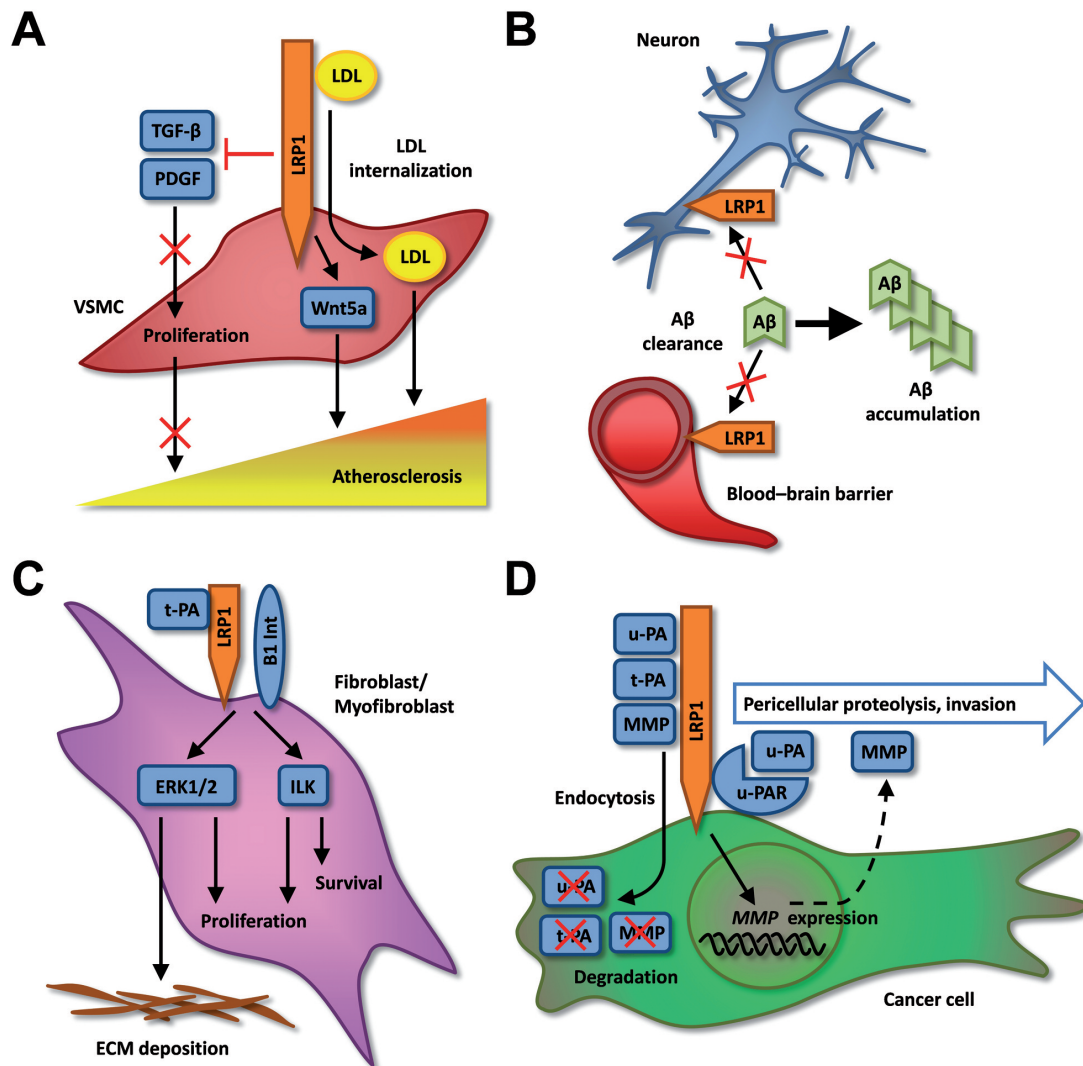 A
LRP1
LDL
TGF-β
PDGF
LDL
internalization
LDL
VSMC
Wnt5a
Proliferation
Atherosclerosis
B
Neuron
LRP1
Aβ
clearance
Aβ
Aβ
Aβ
accumulation
LRP1
Blood–brain barrier
C
t-PA
LRP1
B1 Int
Fibroblast/
Myofibroblast
ERK1/2
ILK
Survival
Proliferation
ECM deposition
D
u-PA
t-PA
MMP
LRP1
Pericellular proteolysis, invasion
u-PA
MMP
u-PAR
Endocytosis
u-PA
t-PA
MMP
Degradation
MMP expression
Cancer cell